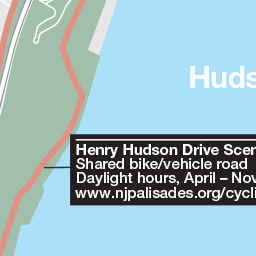 Huds
Henry Hudson Drive Scen
Shared bike/vehicle road
Daylight hours, April – Nov
www.njpalisades.org/cycli